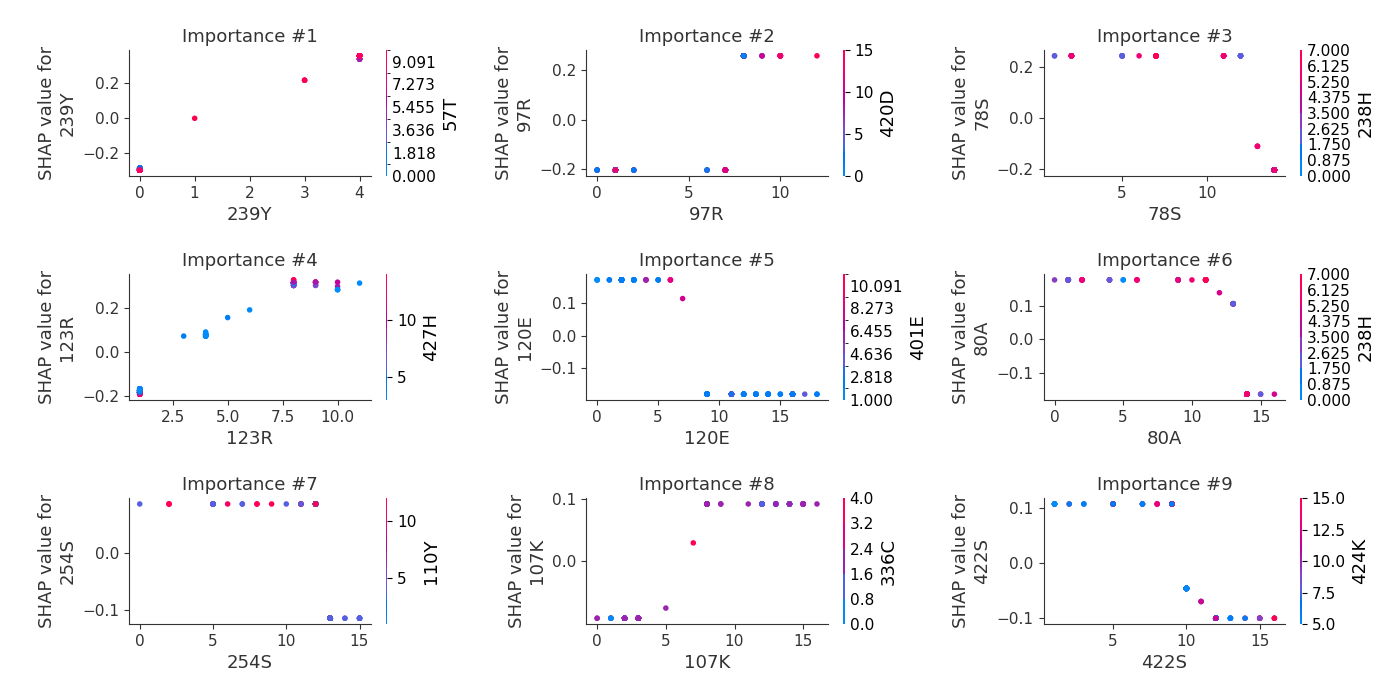 Importance #1
SHAP value for
239Y
0.2
0.0
−0.2
0
1
2
3
4
239Y
9.091
7.273
5.455
3.636
1.818
0.000
57T
Importance #2
SHAP value for
97R
0.2
0.0
−0.2
0
5
10
97R
15
10
5
0
420D
Importance #3
SHAP value for
78S
0.2
0.0
−0.2
5
10
78S
7.000
6.125
5.250
4.375
3.500
2.625
1.750
0.875
0.000
238H
Importance #4
SHAP value for
123R
0.2
0.0
−0.2
2.5
5.0
7.5
10.0
123R
10
5
427H
Importance #5
SHAP value for
120E
0.1
0.0
−0.1
0
5
10
15
120E
10.091
8.273
6.455
4.636
2.818
1.000
401E
Importance #6
SHAP value for
80A
0.1
0.0
−0.1
0
5
10
15
80A
7.000
6.125
5.250
4.375
3.500
2.625
1.750
0.875
0.000
238H
Importance #7
SHAP value for
254S
0.0
−0.1
0
5
10
15
254S
10
5
110Y
Importance #8
SHAP value for
107K
0.1
0.0
0
5
10
15
107K
4.0
3.2
2.4
1.6
0.8
0.0
336C
Importance #9
SHAP value for
422S
0.1
0.0
−0.1
5
10
15
422S
15.0
12.5
10.0
7.5
5.0
424K